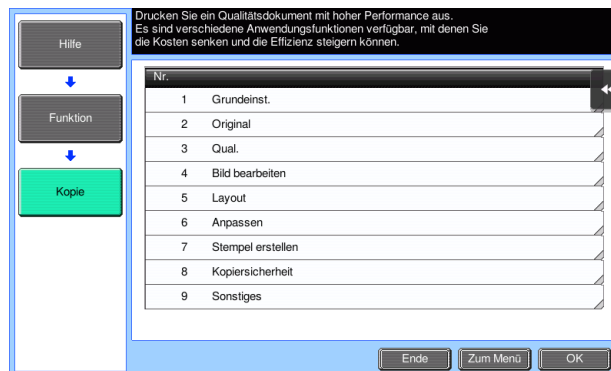 Drucken Sie ein Qualitätsdokument mit hoher Performance aus.
Es sind verschiedene Anwendungsfunktionen verfügbar, mit denen Sie
die Kosten senken und die Effizienz steigern können.
Hilfe
Funktion
Kopie
Nr.
1 Grundeinst.
2 Original
3 Qual.
4 Bild bearbeiten
5 Layout
6 Anpassen
7 Stempel erstellen
8 Kopiersicherheit
9 Sonstiges
Ende Zum Menü OK